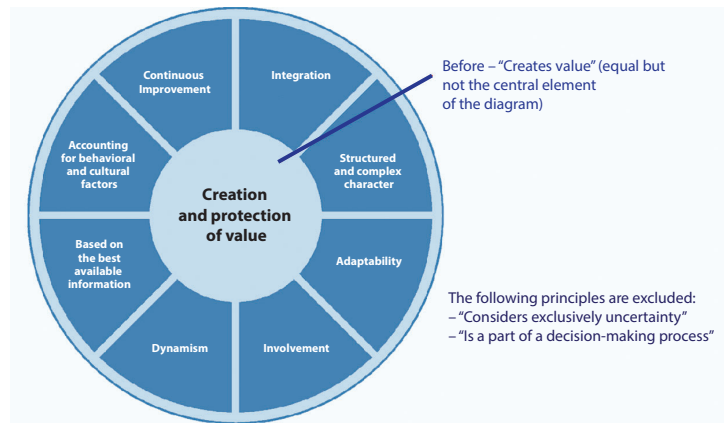 Continuous
Improvement
Integration
Before – “Creates value” (equal but
not the central element
of the diagram)
Accounting
for behavioral
and cultural
factors
Structured
and complex
character
Creation
and protection
of value
Based on
the best
available
information
Adaptability
The following principles are excluded:
– “Considers exclusively uncertainty”
– “Is a part of a decision-making process”
Dynamism
Involvement